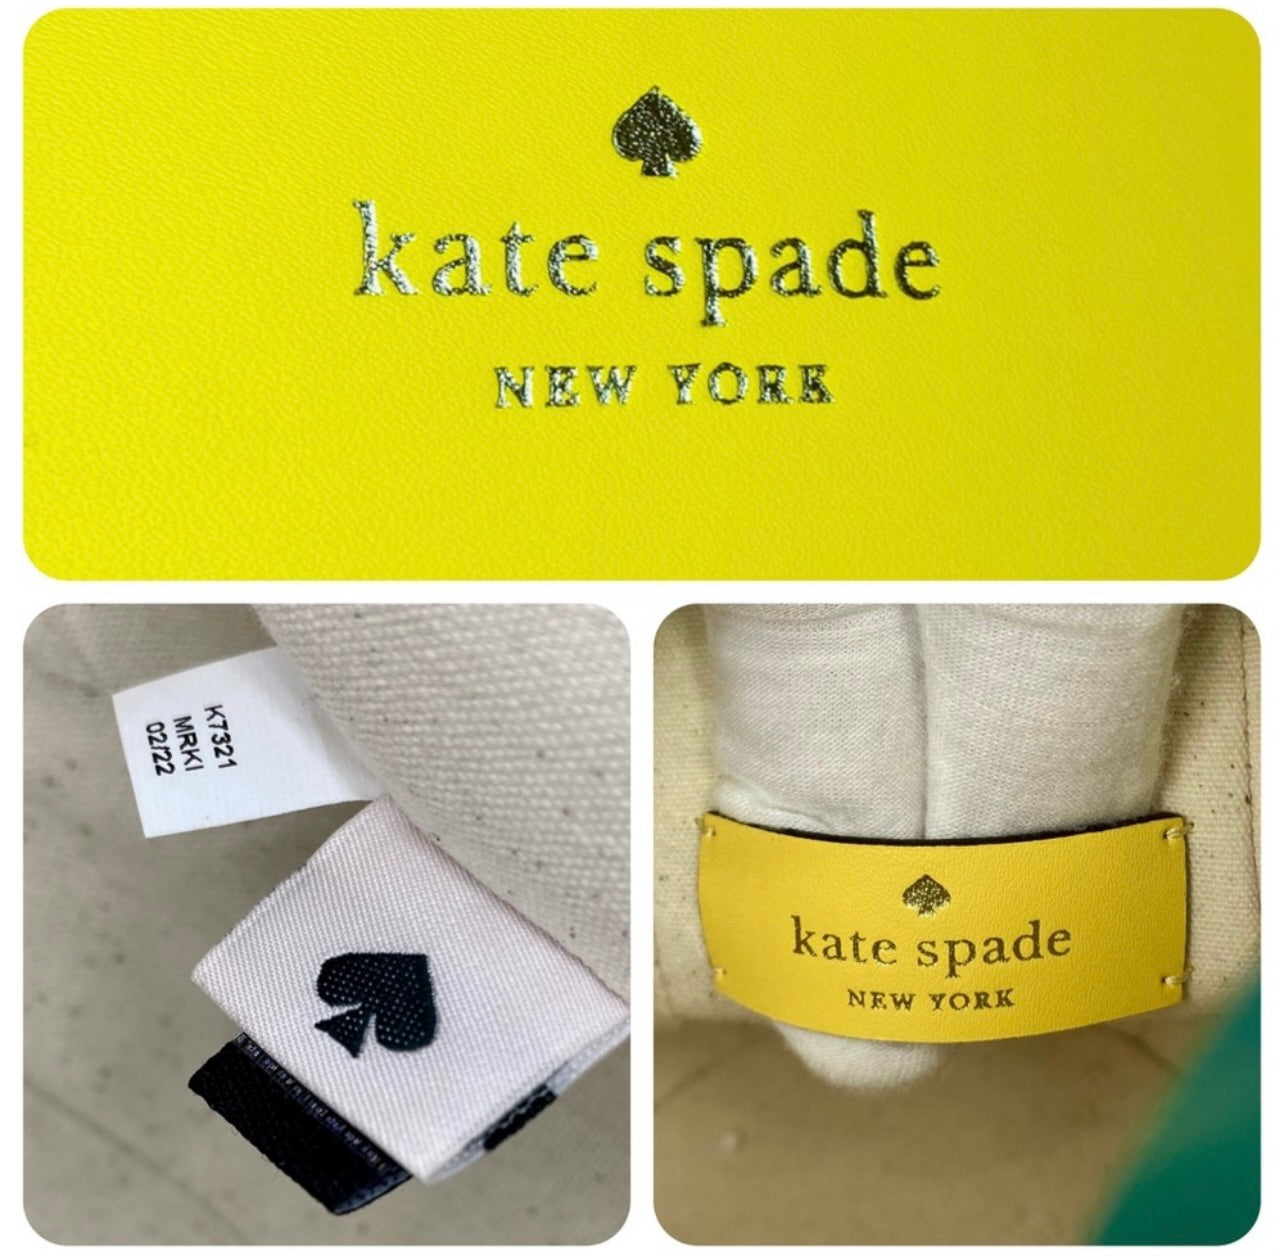 kate spade
NEW YORK
K7321
MRKI
02/22
kate spade
NEW YORK